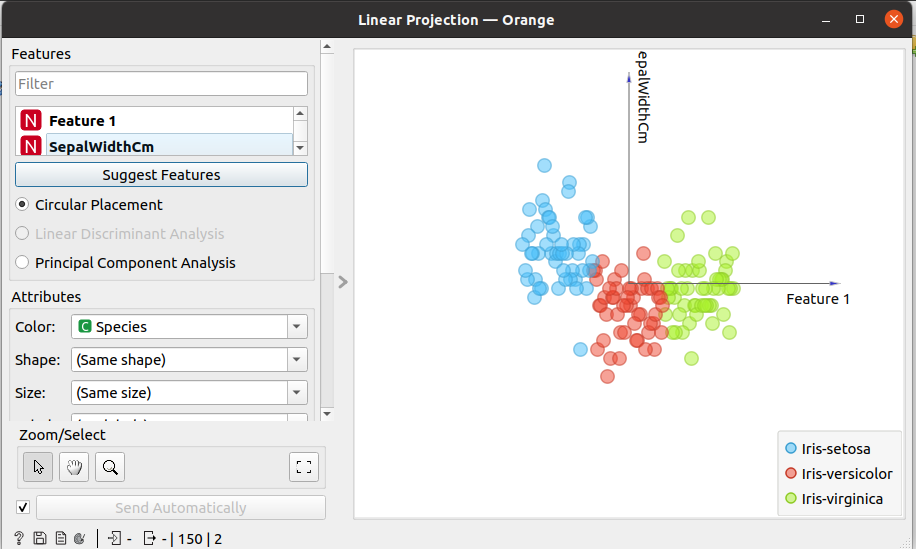 Linear Projection — Orange
Features
Filter
N Feature 1
N SepalWidthCm
Suggest Features
Circular Placement
Linear Discriminant Analysis
Principal Component Analysis
Attributes
Color: C Species
Shape: (Same shape)
Size: (Same size)
Zoom/Select
Send Automatically
? - - | 150 | 2
epalWidthCm
Feature 1
Iris-setosa
Iris-versicolor
Iris-virginica